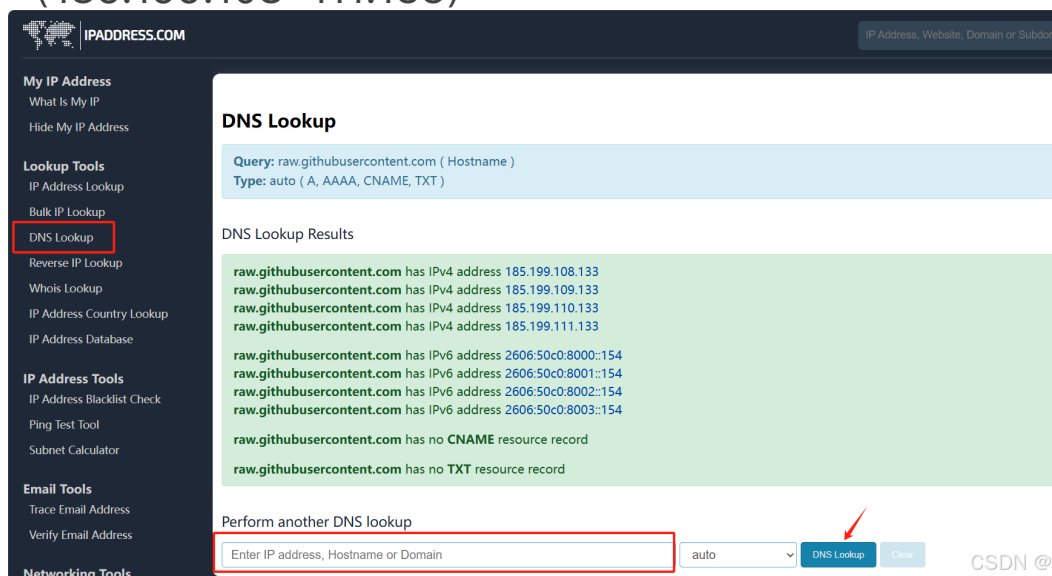 IPADDRESS.COM
IP Address, Website, Domain or Subdom
My IP Address
What Is My IP
Hide My IP Address
Lookup Tools
IP Address Lookup
Bulk IP Lookup
DNS Lookup
Reverse IP Lookup
Whois Lookup
IP Address Country Lookup
IP Address Database
IP Address Tools
IP Address Blacklist Check
Ping Test Tool
Subnet Calculator
Email Tools
Trace Email Address
Verify Email Address
Networking Tools
DNS Lookup
Query: raw.githubusercontent.com ( Hostname )
Type: auto ( A, AAAA, CNAME, TXT )
DNS Lookup Results
raw.githubusercontent.com has IPv4 address 185.199.108.133
raw.githubusercontent.com has IPv4 address 185.199.109.133
raw.githubusercontent.com has IPv4 address 185.199.110.133
raw.githubusercontent.com has IPv4 address 185.199.111.133
raw.githubusercontent.com has IPv6 address 2606:50c0:8000::154
raw.githubusercontent.com has IPv6 address 2606:50c0:8001::154
raw.githubusercontent.com has IPv6 address 2606:50c0:8002::154
raw.githubusercontent.com has IPv6 address 2606:50c0:8003::154
raw.githubusercontent.com has no CNAME resource record
raw.githubusercontent.com has no TXT resource record
Perform another DNS lookup
Enter IP address, Hostname or Domain
auto
DNS Lookup
Clear
CSDN @